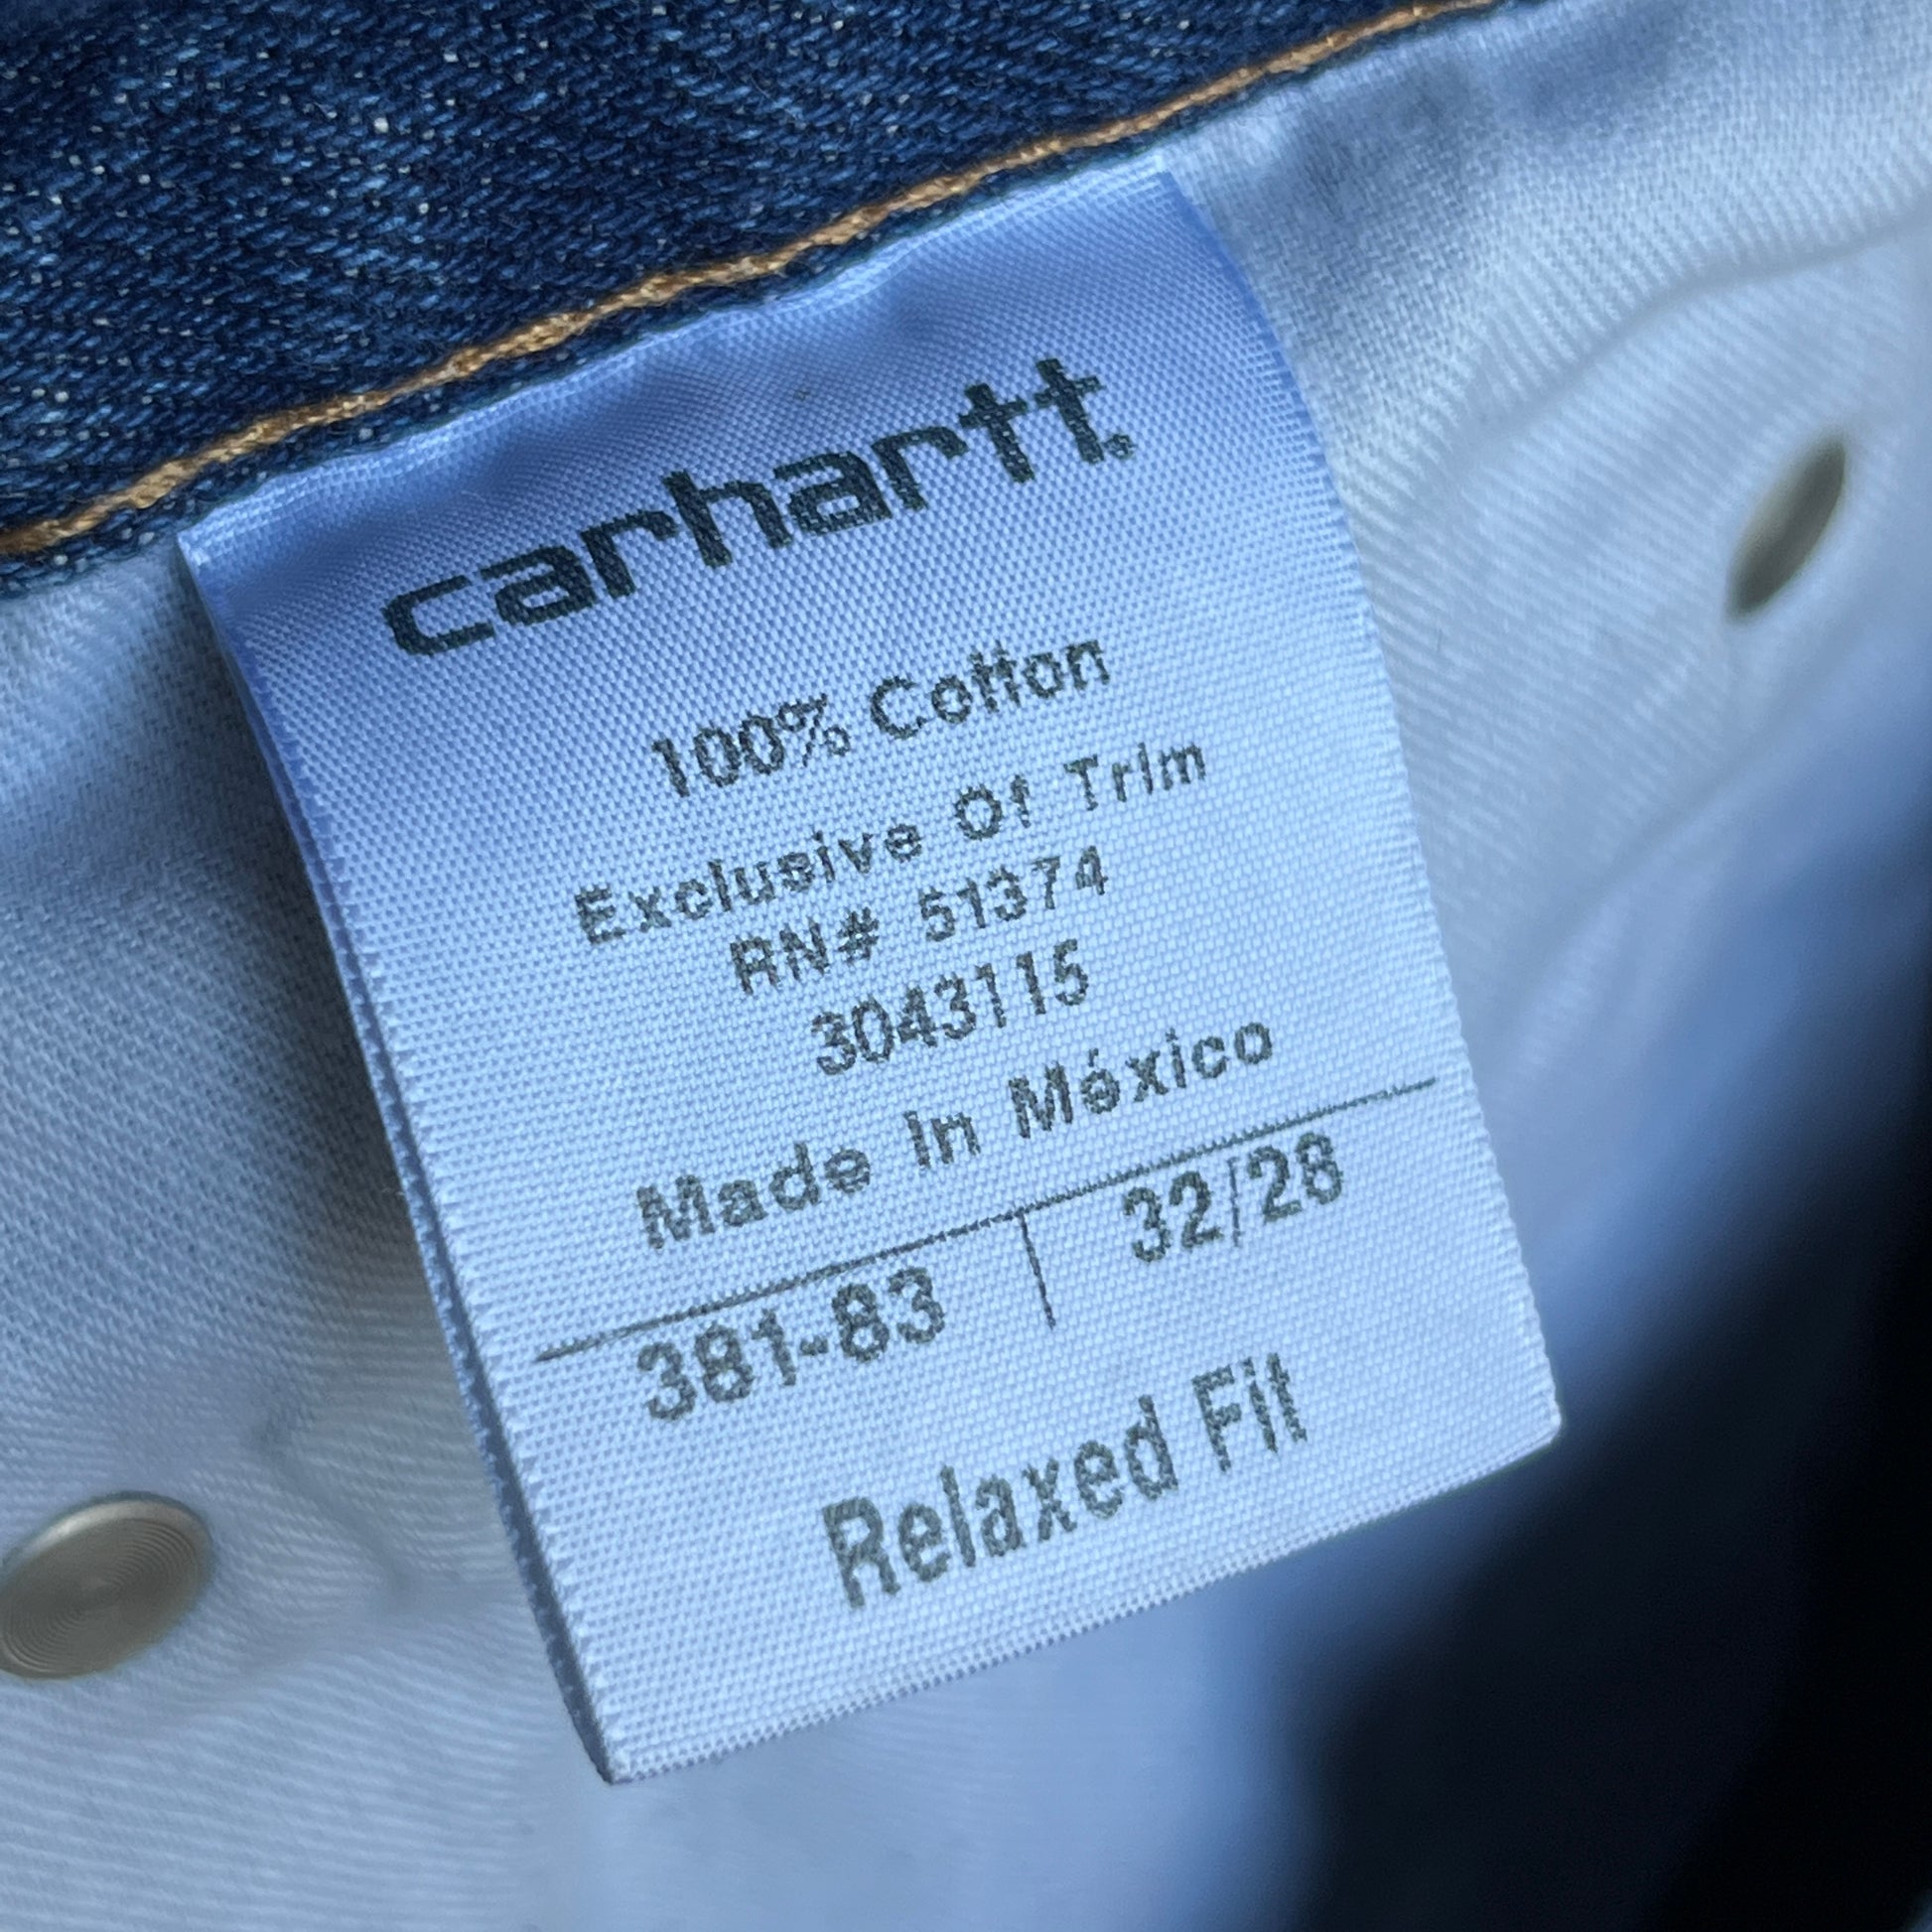 carhartt
100% Cotton
Exclusive Of Trim
RN# 51374
3043115
Made In México
381-83 32/28
Relaxed Fit